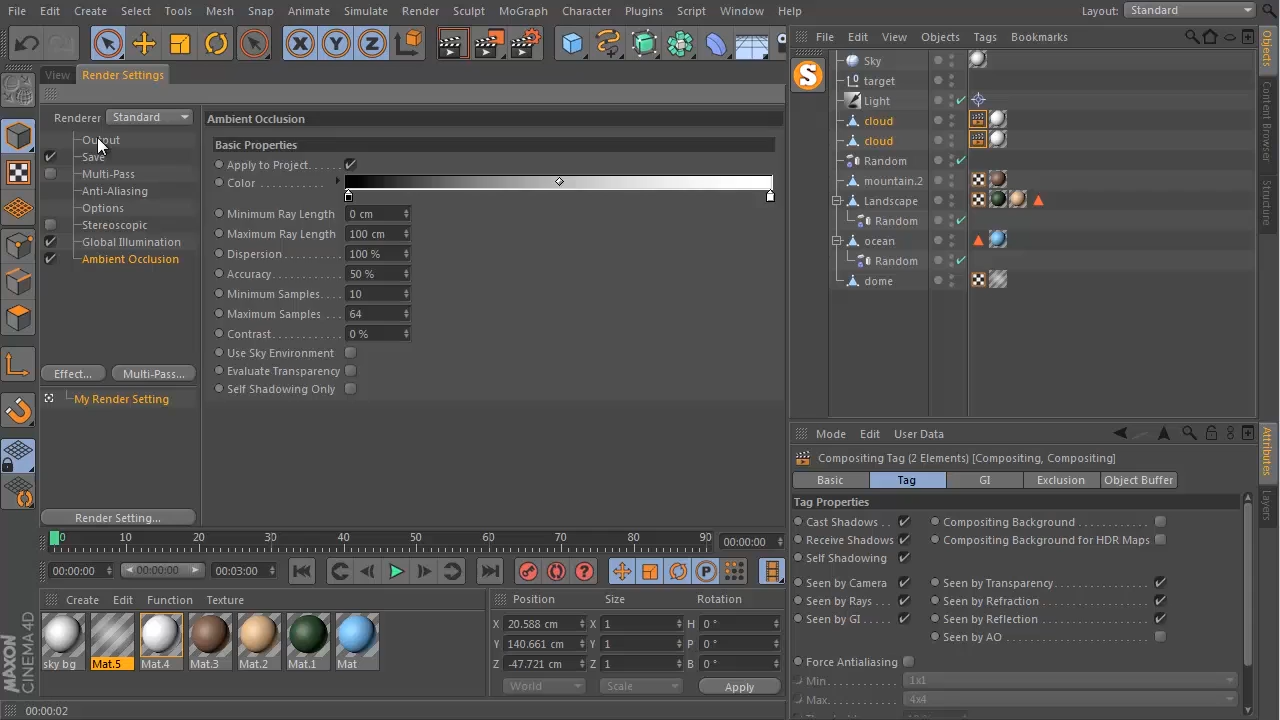 File Edit Create Select Tools Mesh Snap Animate Simulate Render Sculpt MoGraph Character Plugins Script Window Help Layout: Standard
File Edit View Objects Tags Bookmarks
View Render Settings
Renderer Standard
Output
Save
Multi-Pass
Anti-Aliasing
Options
Stereoscopic
Global Illumination
Ambient Occlusion
Effect... Multi-Pass...
My Render Setting
Render Setting...
Ambient Occlusion
Basic Properties
Apply to Project
Color
Minimum Ray Length 0 cm
Maximum Ray Length 100 cm
Dispersion 100 %
Accuracy 50 %
Minimum Samples 10
Maximum Samples 64
Contrast 0 %
Use Sky Environment
Evaluate Transparency
Self Shadowing Only
Sky
target
Light
cloud
cloud
Random
mountain.2
Landscape
Random
ocean
Random
dome
Objects
Content Browser
Structure
Attributes
Layers
Mode Edit User Data
Compositing Tag (2 Elements) [Compositing, Compositing]
Basic Tag GI Exclusion Object Buffer
Tag Properties
Cast Shadows Compositing Background
Receive Shadows Compositing Background for HDR Maps
Self Shadowing
Seen by Camera Seen by Transparency
Seen by Rays Seen by Refraction
Seen by GI Seen by Reflection
Seen by AO
Force Antialiasing
Min. 1x1
Max. 4x4
0 10 20 30 40 50 60 70 80 90 00:00:00
00:00:00 00:00:00 00:03:00
Create Edit Function Texture
sky bg Mat.5 Mat.4 Mat.3 Mat.2 Mat.1 Mat
Position Size Rotation
X 20.588 cm X 1 H 0 °
Y 140.661 cm Y 1 P 0 °
Z -47.721 cm Z 1 B 0 °
World Scale Apply
MAXON CINEMA4D
00:00:02